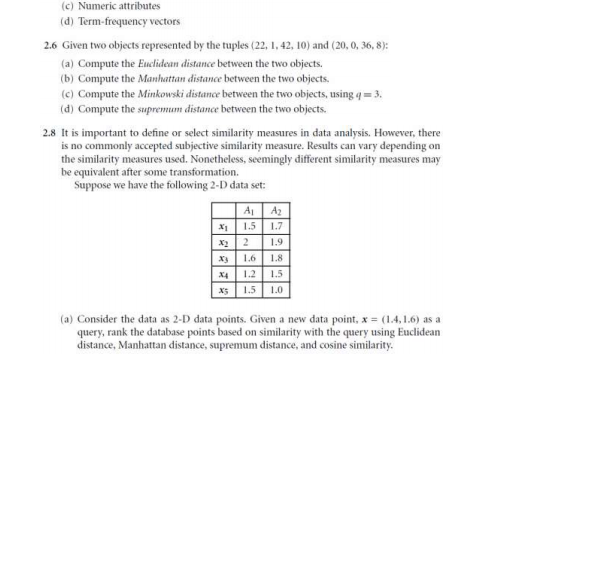 (c) Numeric attributes
(d) Term-frequency vectors
2.6 Given two objects represented by the tuples (22, 1, 42, 10) and (20, 0, 36, 8):
(a) Compute the Euclidean distance between the two objects.
(b) Compute the Manhattan distance between the two objects.
(c) Compute the Minkowski distance between the two objects, using q = 3.
(d) Compute the supremum distance between the two objects.
2.8 It is important to define or select similarity measures in data analysis. However, there
is no commonly accepted subjective similarity measure. Results can vary depending on
the similarity measures used. Nonetheless, seemingly different similarity measures may
be equivalent after some transformation.
Suppose we have the following 2-D data set:
A1 A2
x1 1.5 1.7
x2 2 1.9
x3 1.6 1.8
x4 1.2 1.5
x5 1.5 1.0
(a) Consider the data as 2-D data points. Given a new data point, x = (1.4, 1.6) as a
query, rank the database points based on similarity with the query using Euclidean
distance, Manhattan distance, supremum distance, and cosine similarity.